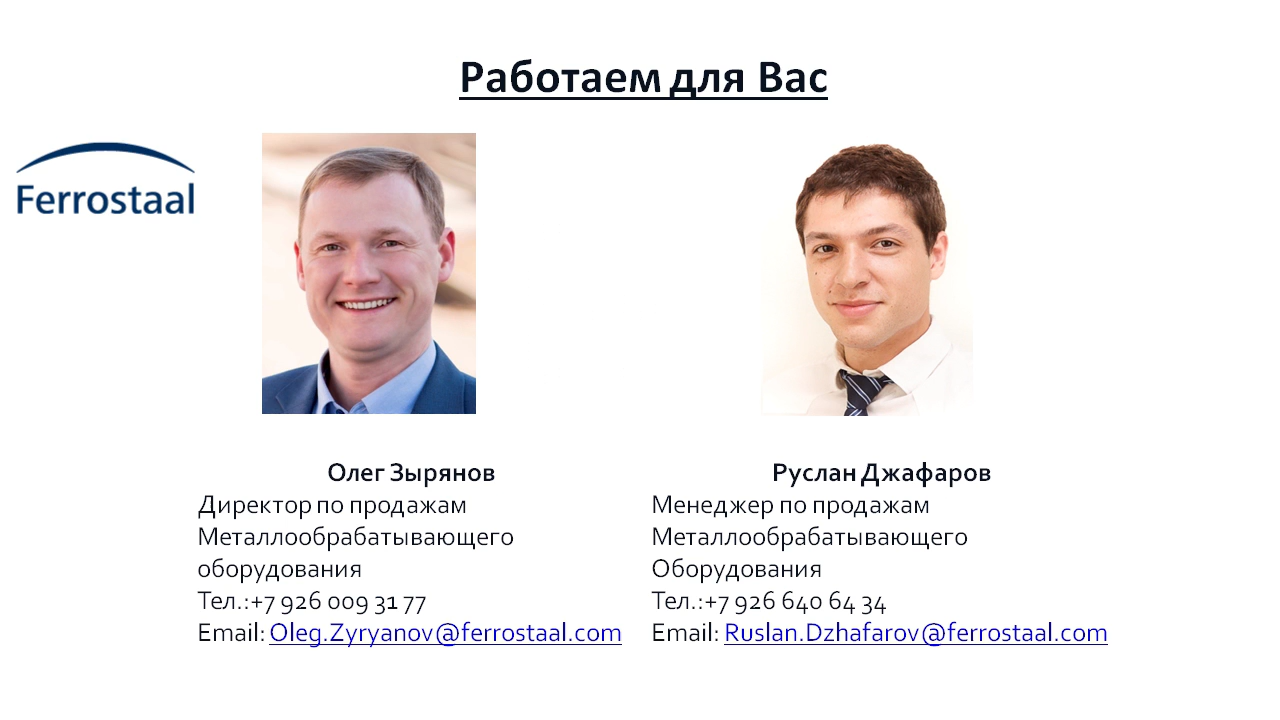 Работаем для Вас
Ferrostaal
Олег Зырянов
Директор по продажам
Металлообрабатывающего
оборудования
Тел.:+7 926 009 31 77
Email: Oleg.Zyryanov@ferrostaal.com
Руслан Джафаров
Менеджер по продажам
Металлообрабатывающего
Оборудования
Тел.:+7 926 640 64 34
Email: Ruslan.Dzhafarov@ferrostaal.com